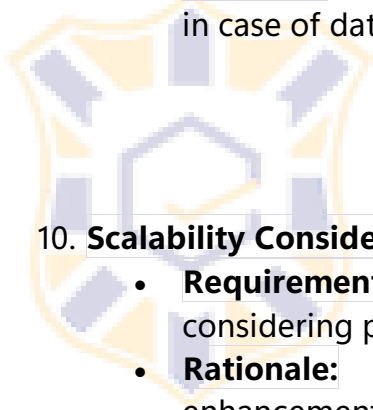 in case of dat
10. Scalability Conside
• Requirement
considering p
• Rationale:
enhancement